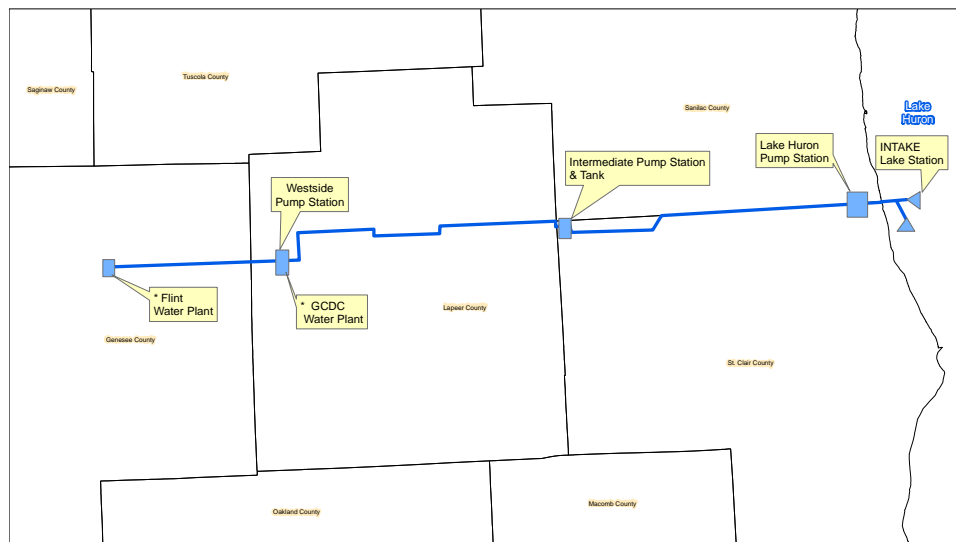 Tuscola County
Saginaw County
Sanilac County
Lake
Huron
Lake Huron
Pump Station
INTAKE
Lake Station
Intermediate Pump Station
& Tank
Westside
Pump Station
* Flint
Water Plant
* GCDC
Water Plant
Lapeer County
Genesee County
St. Clair County
Macomb County
Oakland County